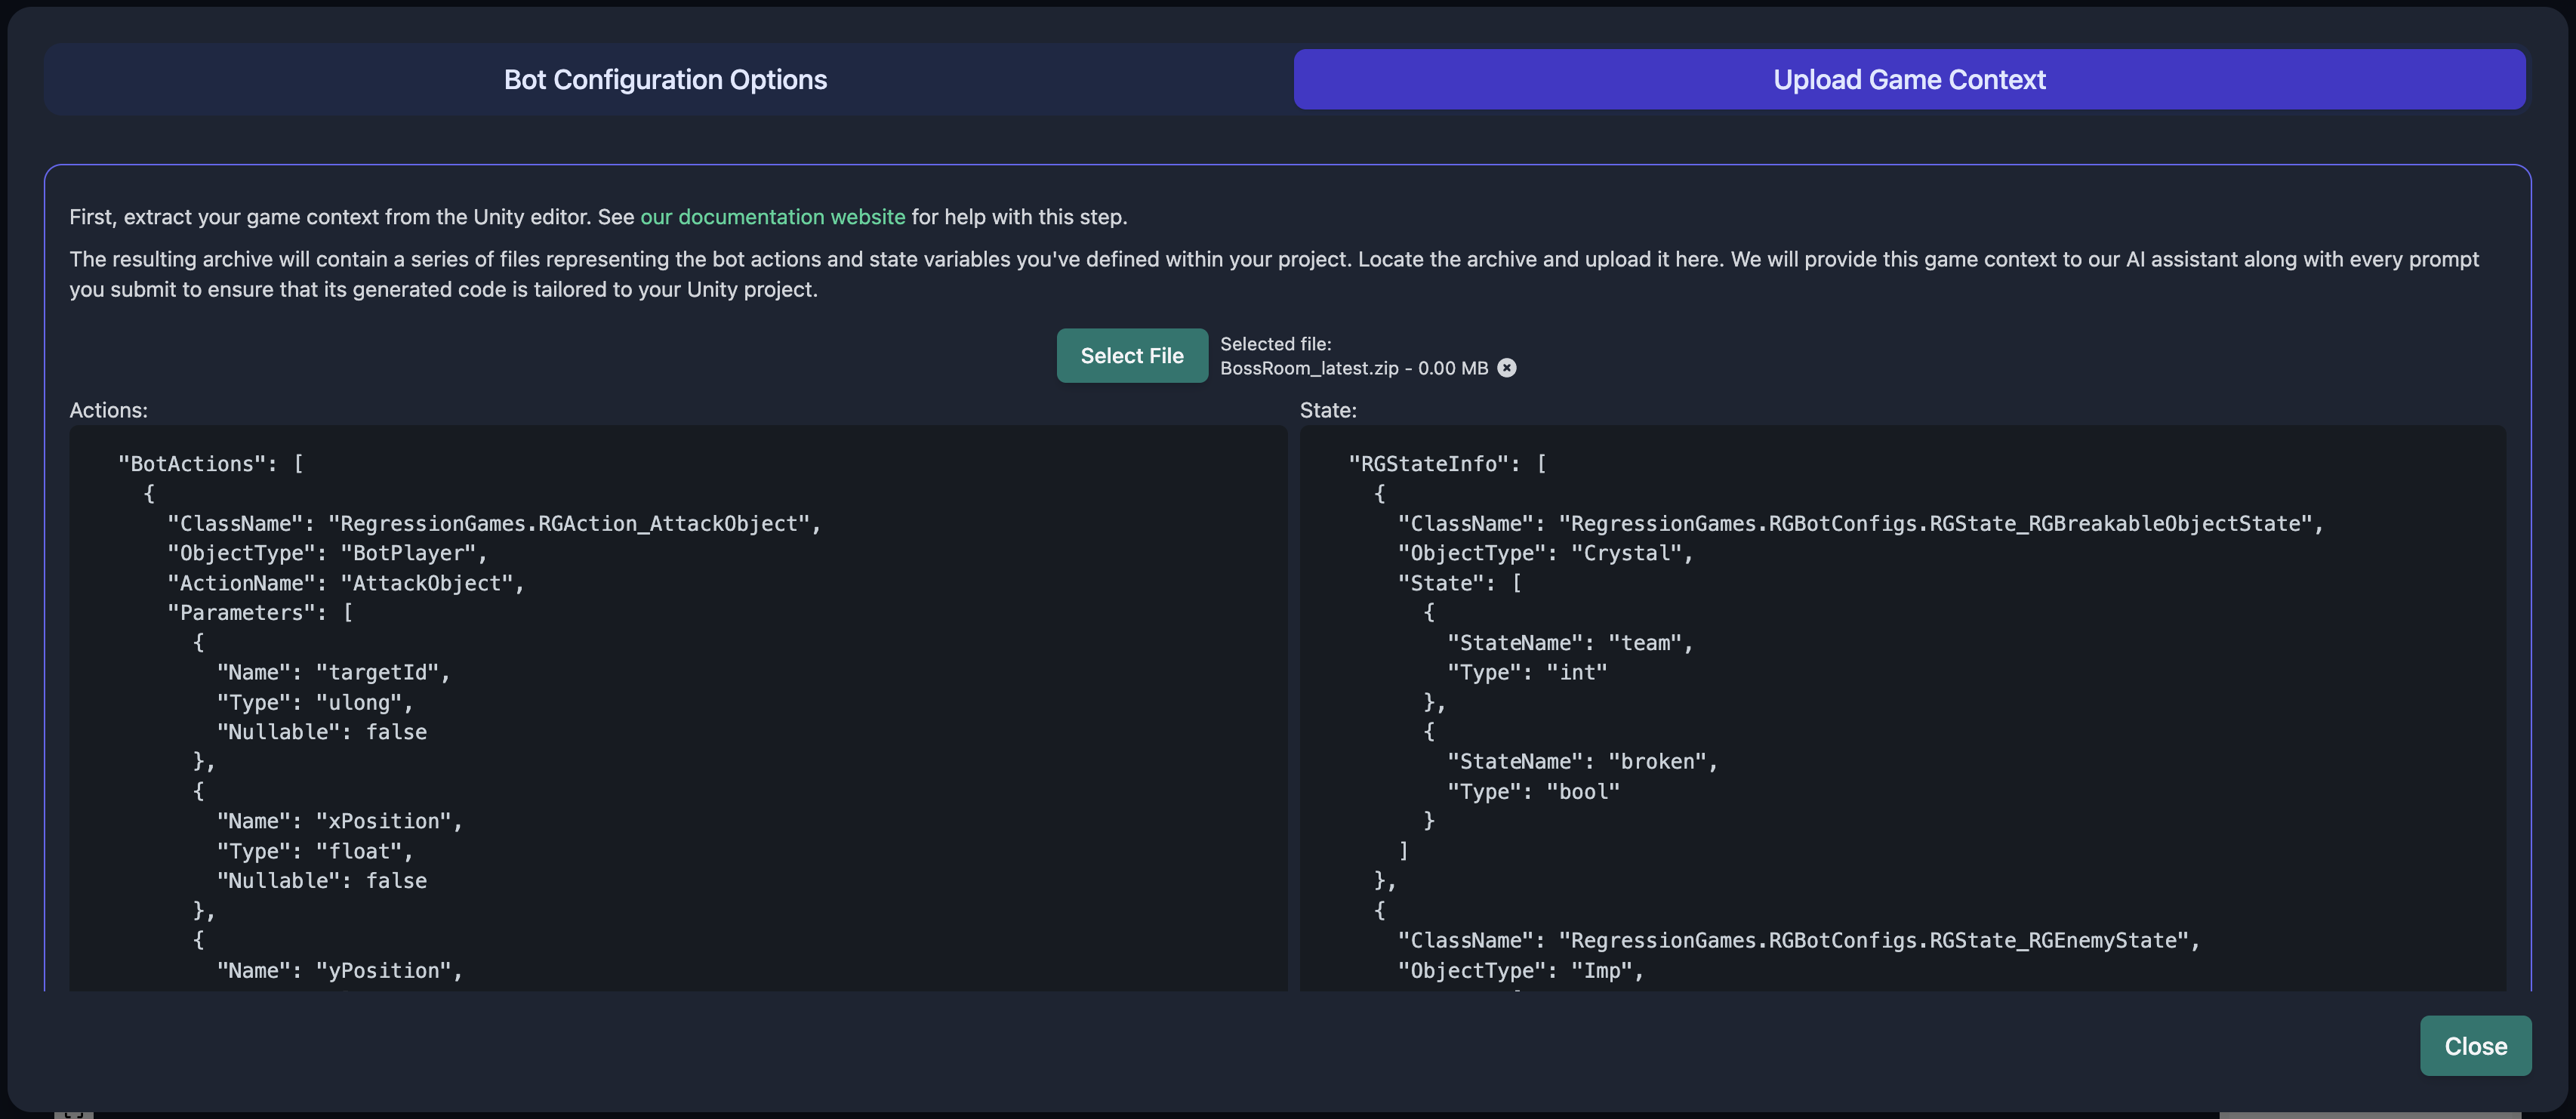 Bot Configuration Options
Upload Game Context
First, extract your game context from the Unity editor. See our documentation website for help with this step.
The resulting archive will contain a series of files representing the bot actions and state variables you've defined within your project. Locate the archive and upload it here. We will provide this game context to our AI assistant along with every prompt
you submit to ensure that its generated code is tailored to your Unity project.
Select File
Selected file:
BossRoom_latest.zip - 0.00 MB
Actions:
"BotActions": [
{
"ClassName": "RegressionGames.RGAction_AttackObject",
"ObjectType": "BotPlayer",
"ActionName": "AttackObject",
"Parameters": [
{
"Name": "targetId",
"Type": "ulong",
"Nullable": false
},
{
"Name": "xPosition",
"Type": "float",
"Nullable": false
},
{
"Name": "yPosition",
State:
"RGStateInfo": [
{
"ClassName": "RegressionGames.RGBotConfigs.RGState_RGBreakableObjectState",
"ObjectType": "Crystal",
"State": [
{
"StateName": "team",
"Type": "int"
},
{
"StateName": "broken",
"Type": "bool"
}
]
},
{
"ClassName": "RegressionGames.RGBotConfigs.RGState_RGEnemyState",
"ObjectType": "Imp",
Close